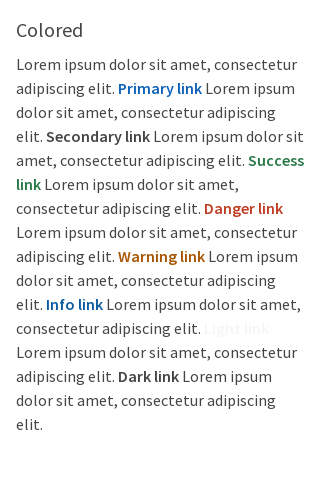 Colored
Lorem ipsum dolor sit amet, consectetur
adipiscing elit. Primary link Lorem ipsum
dolor sit amet, consectetur adipiscing
elit. Secondary link Lorem ipsum dolor sit
amet, consectetur adipiscing elit. Success
link Lorem ipsum dolor sit amet,
consectetur adipiscing elit. Danger link
Lorem ipsum dolor sit amet, consectetur
adipiscing elit. Warning link Lorem ipsum
dolor sit amet, consectetur adipiscing
elit. Info link Lorem ipsum dolor sit amet,
consectetur adipiscing elit. Light link
Lorem ipsum dolor sit amet, consectetur
adipiscing elit. Dark link Lorem ipsum
dolor sit amet, consectetur adipiscing
elit.